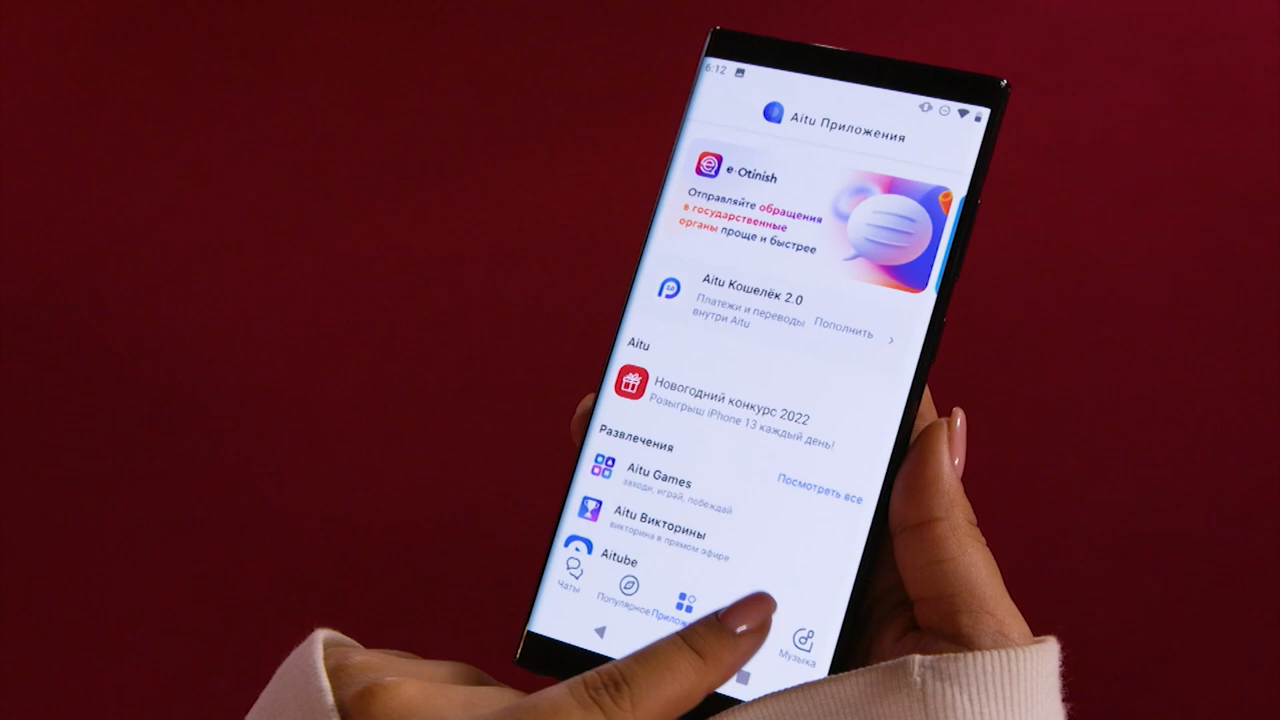 6:12
Aitu Приложения
e-Otinish
Отправляйте обращения
в государственные
органы проще и быстрее
Aitu Кошелёк 2.0
Платежи и переводы
внутри Aitu
Пополнить
Aitu
Новогодний конкурс 2022
Розыгрыш iPhone 13 каждый день!
Развлечения
Посмотреть все
Aitu Games
заходи, играй, побеждай
Aitu Викторины
викторина в прямом эфире
Aitube
Чаты
Популярное
Музыка